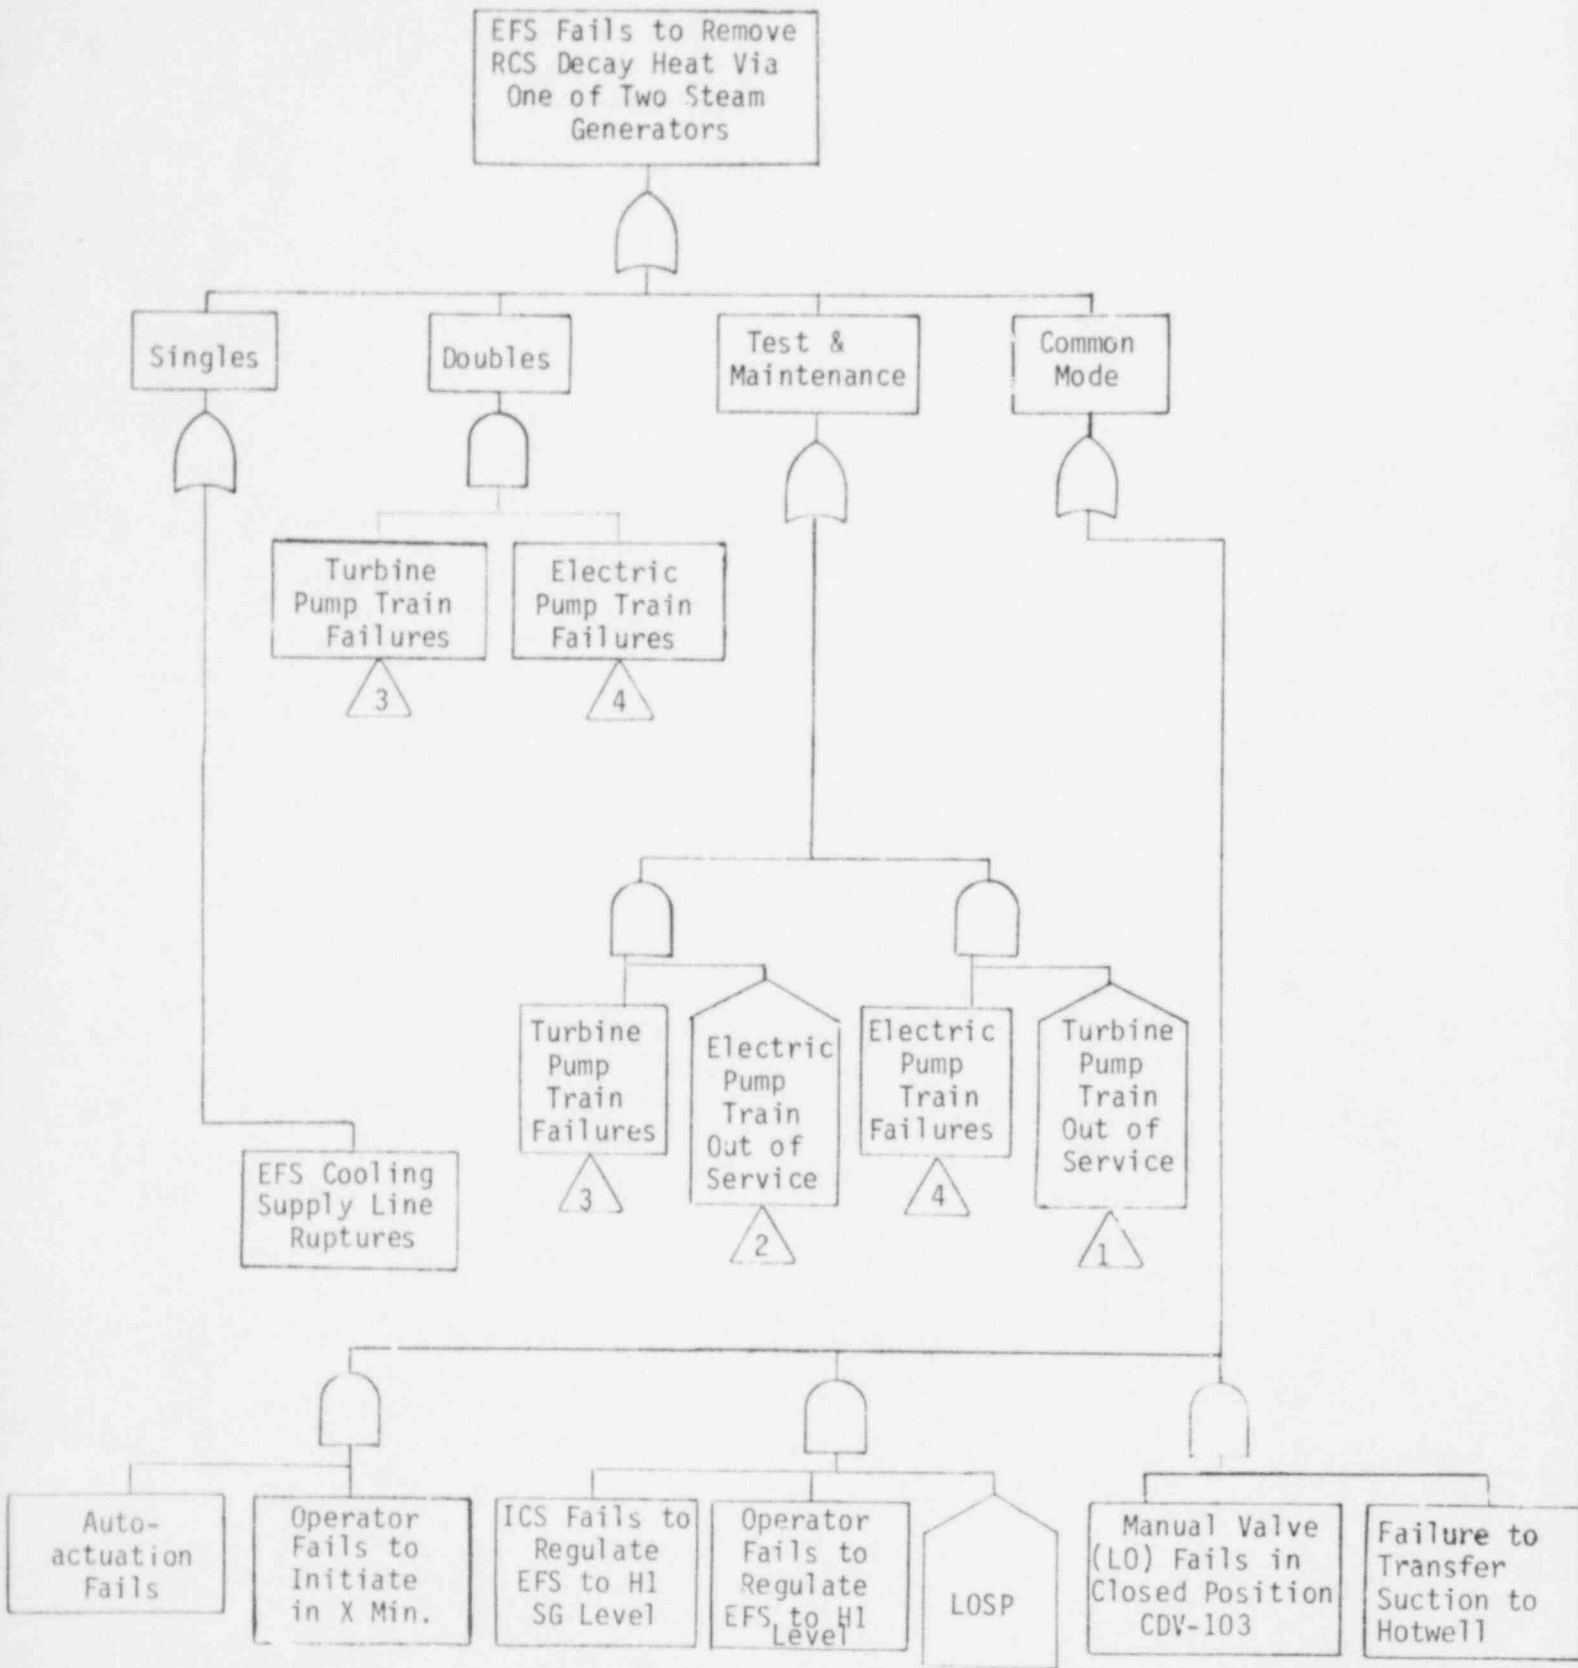 EFS Fails to Remove
RCS Decay Heat Via
One of Two Steam
Generators
Singles
Doubles
Test &
Maintenance
Common
Mode
Turbine
Pump Train
Failures
3
Electric
Pump Train
Failures
4
Turbine
Pump
Train
Failures
3
Electric
Pump
Train
Out of
Service
2
Electric
Pump
Train
Failures
4
Turbine
Pump
Train
Out of
Service
1
EFS Cooling
Supply Line
Ruptures
Auto-
actuation
Fails
Operator
Fails to
Initiate
in X Min.
ICS Fails to
Regulate
EFS to H1
SG Level
Operator
Fails to
Regulate
EFS to H1
Level
LOSP
Manual Valve
(LO) Fails in
Closed Position
CDV-103
Failure to
Transfer
Suction to
Hotwell